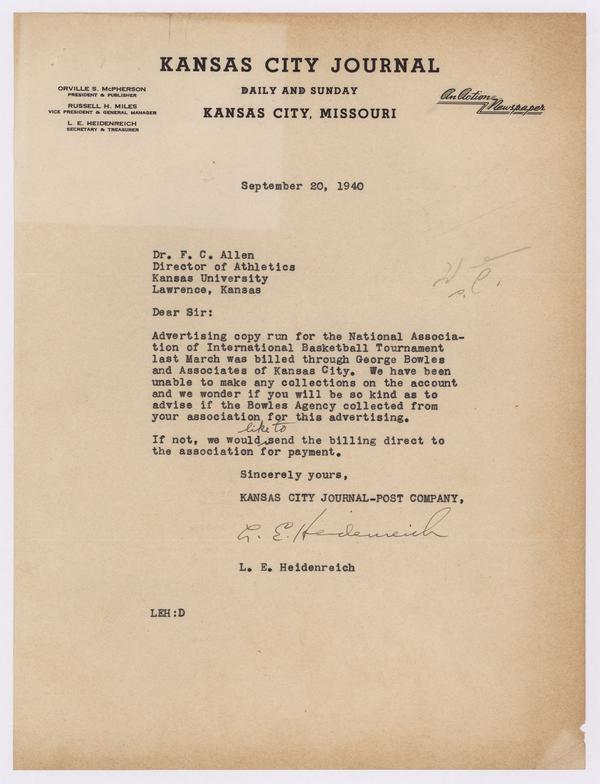 KANSAS CITY JOURNAL
DAILY AND SUNDAY
KANSAS CITY, MISSOURI
ORVILLE S. McPHERSON
PRESIDENT & PUBLISHER
RUSSELL H. MILES
VICE PRESIDENT & GENERAL MANAGER
L. E. HEIDENREICH
SECRETARY & TREASURER
An Action
Newspaper
September 20, 1940
Dr. F. C. Allen
Director of Athletics
Kansas University
Lawrence, Kansas
Dear Sir:
Advertising copy run for the National Associa-
tion of International Basketball Tournament
last March was billed through George Bowles
and Associates of Kansas City. We have been
unable to make any collections on the account
and we wonder if you will be so kind as to
advise if the Bowles Agency collected from
your association for this advertising.
like to
If not, we would send the billing direct to
the association for payment.
Sincerely yours,
KANSAS CITY JOURNAL-POST COMPANY,
L. E. Heidenreich
L. E. Heidenreich
LEH:D